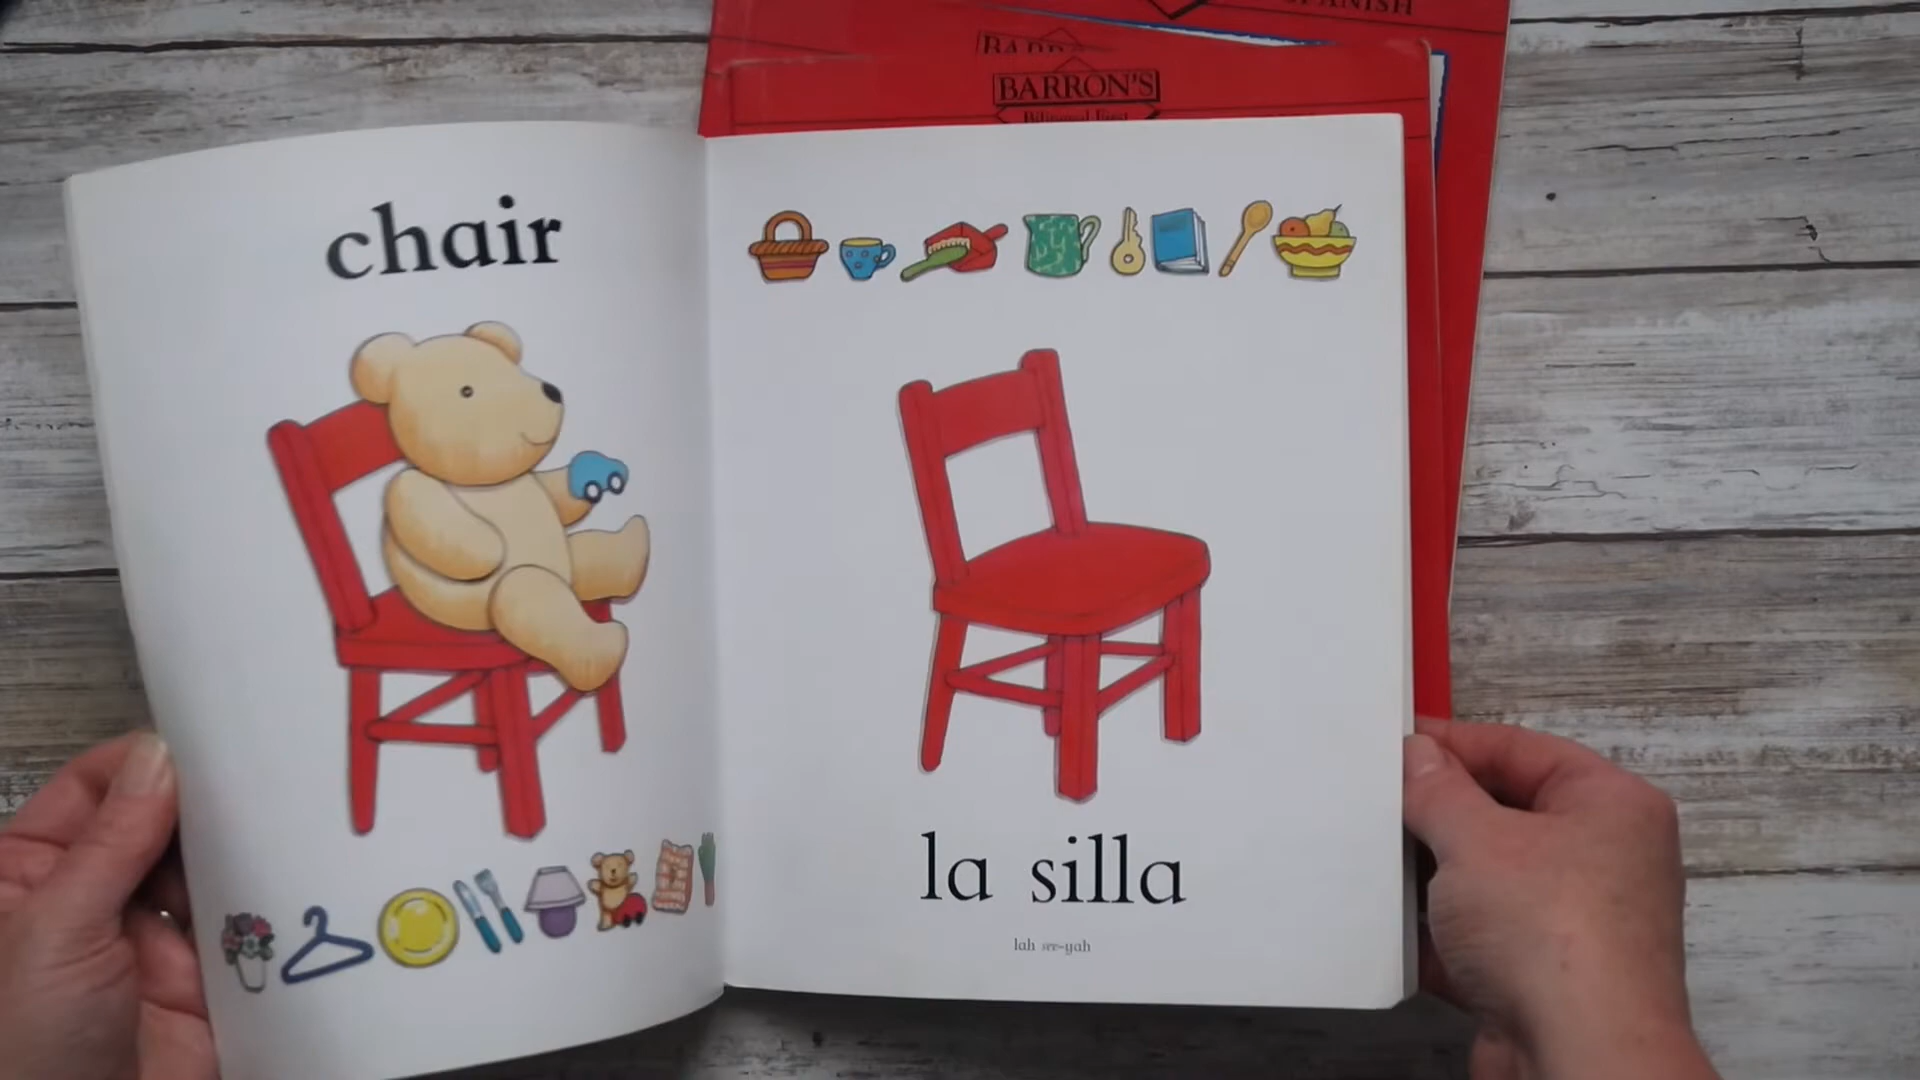 SPANISH
BARRON'S
Bilingual First
chair
la silla
lah see-yah